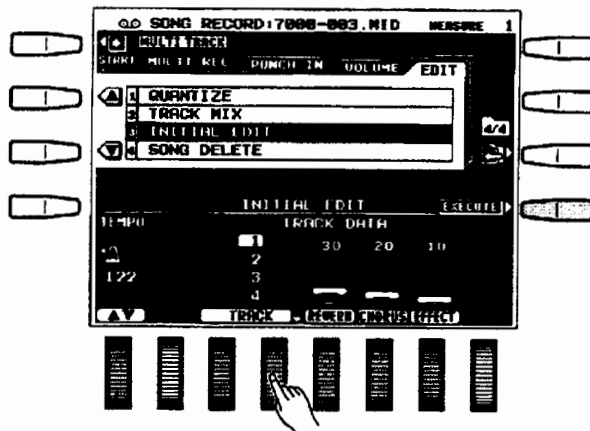 SONG RECORD:7000-003.MID MEASURE 1
MULTI TRACK
START MULTI REC PUNCH IN VOLUME EDIT
1 QUANTIZE
2 TRACK MIX
3 INITIAL EDIT
4 SONG DELETE
4/4
INITIAL EDIT EXECUTE
TEMPO TRACK DATA
1 30 20 10
2
122 3
4
TRACK REVERB CHORUS EFFECT